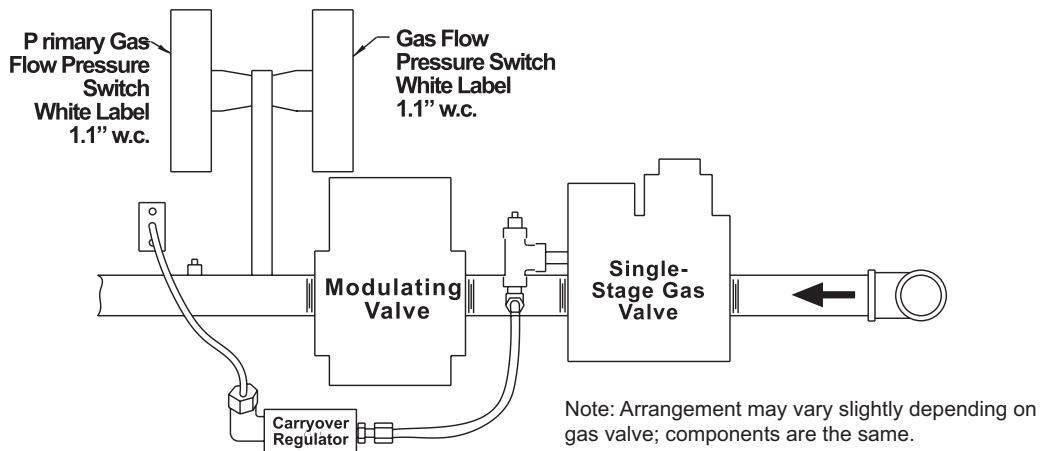 P rimary Gas
Flow Pressure
Switch
White Label
1.1” w.c.
Gas Flow
Pressure Switch
White Label
1.1” w.c.
Modulating
Valve
Single-
Stage Gas
Valve
Carryover
Regulator
Note: Arrangement may vary slightly depending on
gas valve; components are the same.